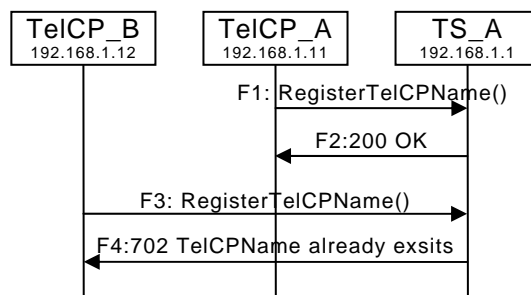 TelCP_B TelCP_A TS_A
192.168.1.12 192.168.1.11 192.168.1.1
F1: RegisterTelCPName()
F2:200 OK
F3: RegisterTelCPName()
F4:702 TelCPName already exsits